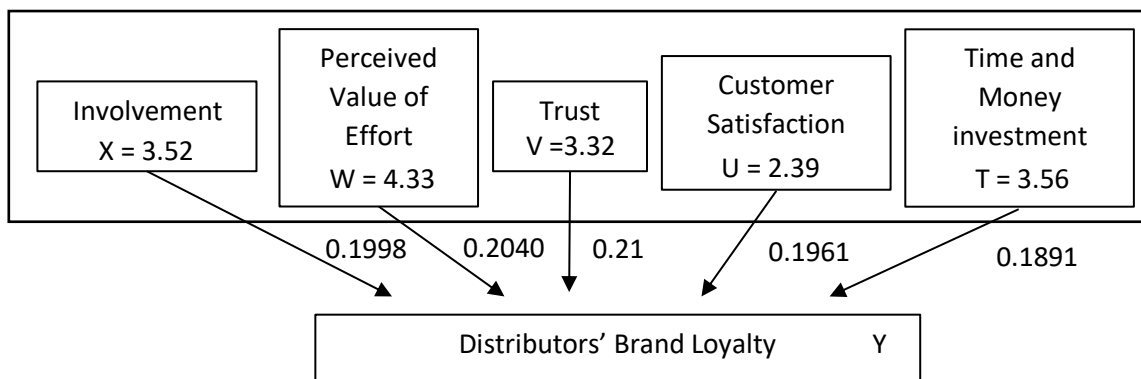 Involvement
X = 3.52
Perceived
Value of
Effort
W = 4.33
Trust
V =3.32
Customer
Satisfaction
U = 2.39
Time and
Money
investment
T = 3.56
0.1998
0.2040
0.21
0.1961
0.1891
Distributors’ Brand Loyalty Y